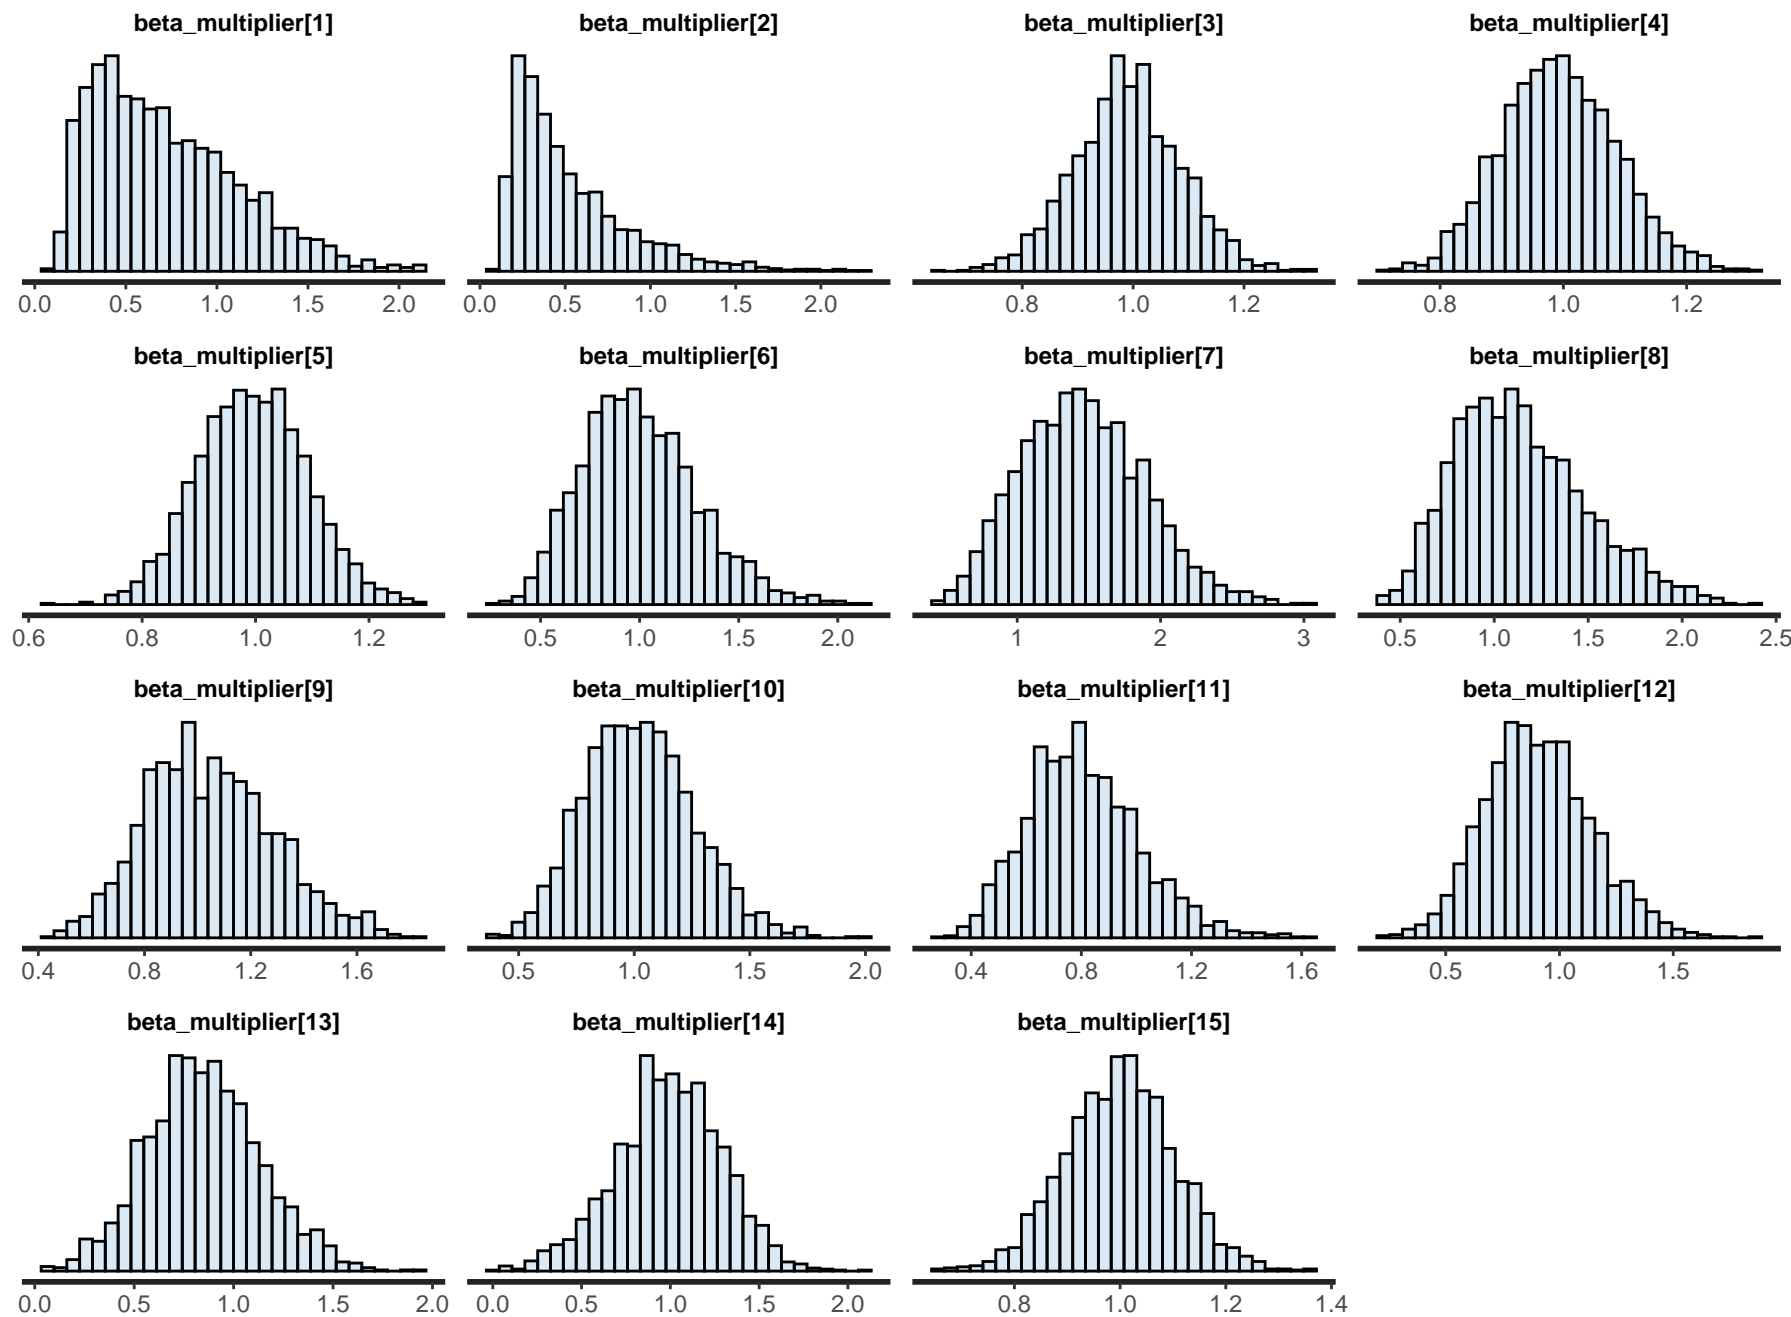 beta_multiplier[1] beta_multiplier[2] beta_multiplier[3] beta_multiplier[4]
0.0 0.5 1.0 1.5 2.0 0.0 0.5 1.0 1.5 2.0 0.8 1.0 1.2 0.8 1.0 1.2
beta_multiplier[5] beta_multiplier[6] beta_multiplier[7] beta_multiplier[8]
0.6 0.8 1.0 1.2 0.5 1.0 1.5 2.0 1 2 3 0.5 1.0 1.5 2.0 2.5
beta_multiplier[9] beta_multiplier[10] beta_multiplier[11] beta_multiplier[12]
0.4 0.8 1.2 1.6 0.5 1.0 1.5 2.0 0.4 0.8 1.2 1.6 0.5 1.0 1.5
beta_multiplier[13] beta_multiplier[14] beta_multiplier[15]
0.0 0.5 1.0 1.5 2.0 0.0 0.5 1.0 1.5 2.0 0.8 1.0 1.2 1.4